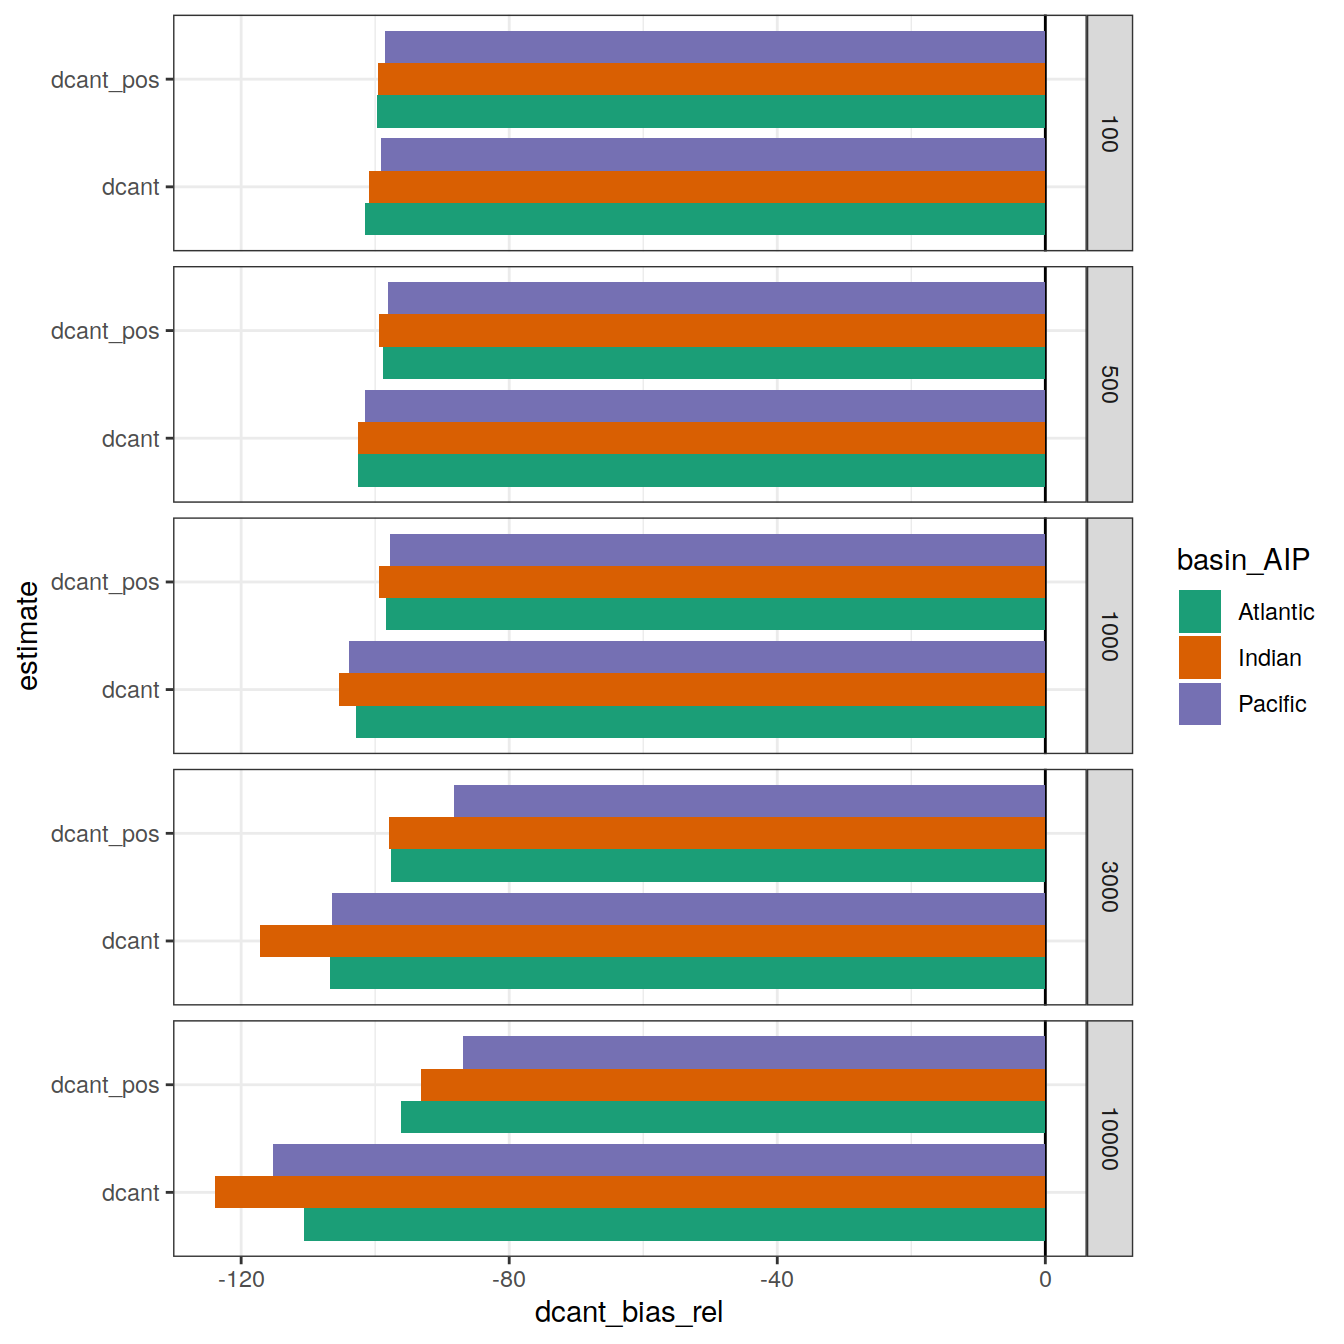 dcant_pos
dcant
100
dcant_pos
dcant
500
dcant_pos
dcant
1000
dcant_pos
dcant
3000
dcant_pos
dcant
10000
-120
-80
-40
0
dcant_bias_rel
estimate
basin_AIP
Atlantic
Indian
Pacific